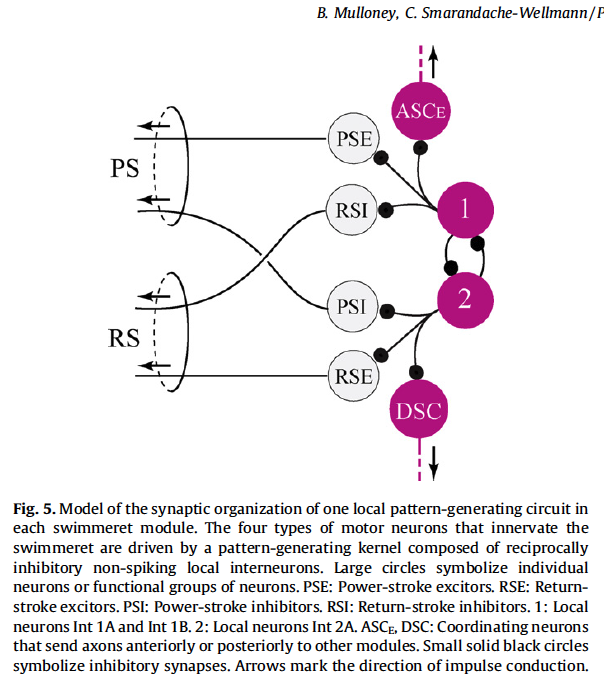 B. Mulloney, C. Smarandache-Wellmann / P
ASCE
PSE
PS
RSI
1
2
PSI
RS
RSE
DSC
Fig. 5. Model of the synaptic organization of one local pattern-generating circuit in
each swimmeret module. The four types of motor neurons that innervate the
swimmeret are driven by a pattern-generating kernel composed of reciprocally
inhibitory non-spiking local interneurons. Large circles symbolize individual
neurons or functional groups of neurons. PSE: Power-stroke excitors. RSE: Return-
stroke excitors. PSI: Power-stroke inhibitors. RSI: Return-stroke inhibitors. 1: Local
neurons Int 1A and Int 1B. 2: Local neurons Int 2A. ASCE, DSC: Coordinating neurons
that send axons anteriorly or posteriorly to other modules. Small solid black circles
symbolize inhibitory synapses. Arrows mark the direction of impulse conduction.